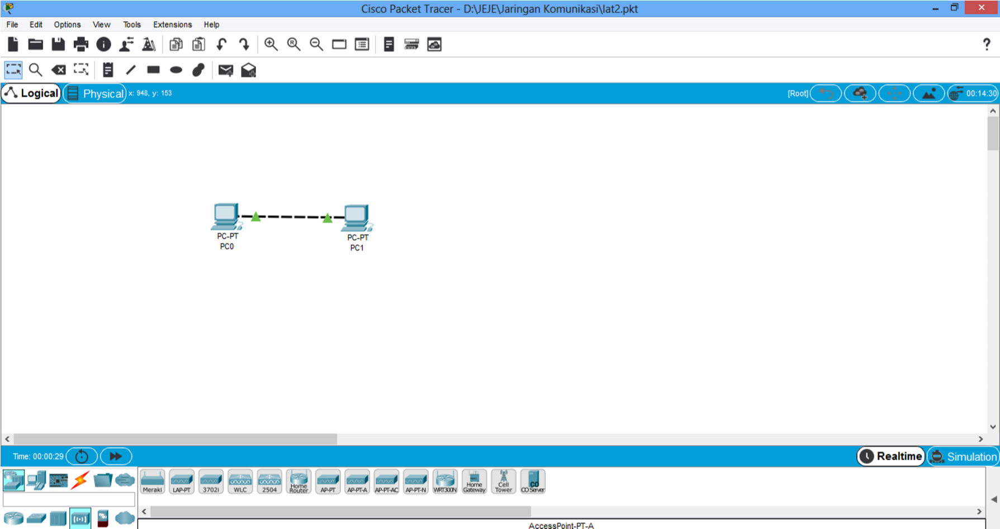 Cisco Packet Tracer - D:\JEJE\Jaringan Komunikasi\lat2.pkt
File Edit Options View Tools Extensions Help
?
Logical Physical x: 948, y: 153 [Root] 00:14:30
PC-PT
PC0
PC-PT
PC1
Time: 00:00:29 Realtime Simulation
Meraki LAP-PT 3702i WLC 2504 Home Router AP-PT AP-PT-A AP-PT-AC AP-PT-N WRT300N Home Gateway Cell Tower CO Server
AccessPoint-PT-A